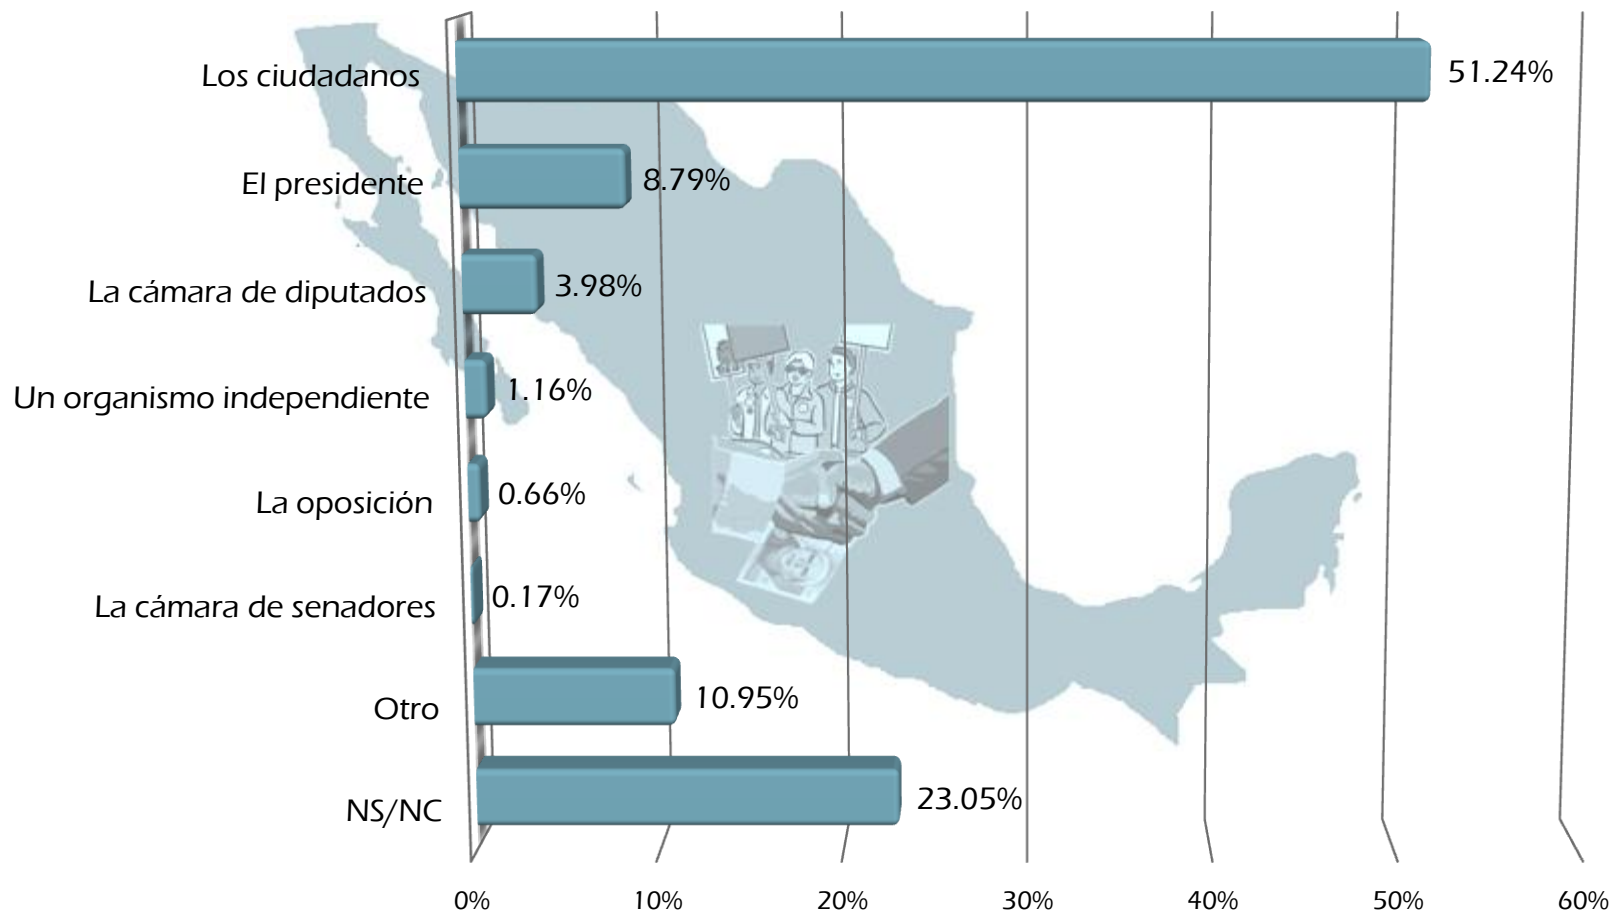 Los ciudadanos 51.24%
El presidente 8.79%
La cámara de diputados 3.98%
Un organismo independiente 1.16%
La oposición 0.66%
La cámara de senadores 0.17%
Otro 10.95%
NS/NC 23.05%
0% 10% 20% 30% 40% 50% 60%